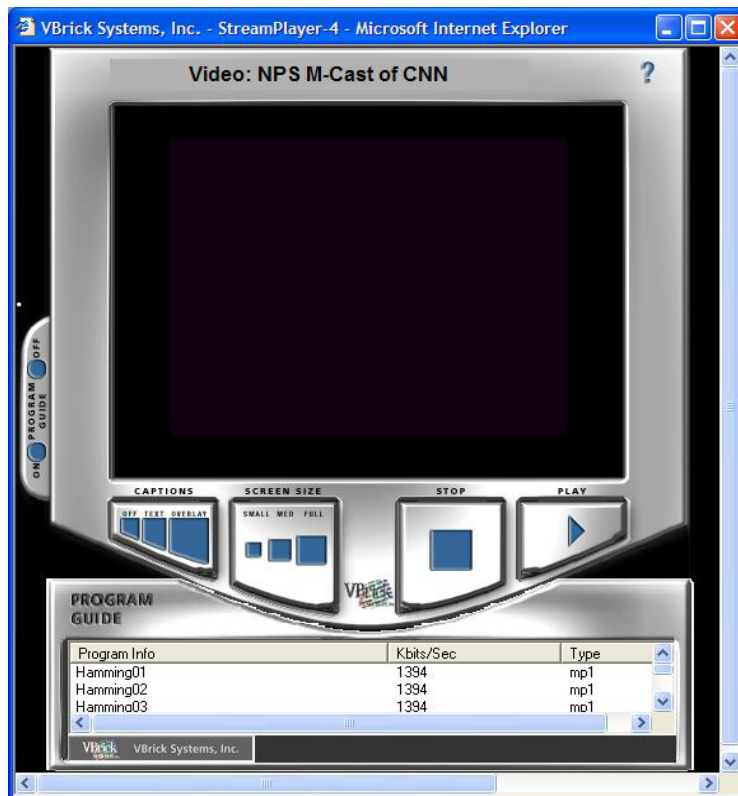 VBrick Systems, Inc. - StreamPlayer-4 - Microsoft Internet Explorer
Video: NPS M-Cast of CNN
?
ON PROGRAM GUIDE OFF
CAPTIONS SCREEN SIZE STOP PLAY
OFF TEXT OVERLAY SMALL MED FULL
VBrick
PROGRAM
GUIDE
Program Info Kbits/Sec Type
Hamming01 1394 mp1
Hamming02 1394 mp1
Hamming03 1394 mp1
VBrick VBrick Systems, Inc.